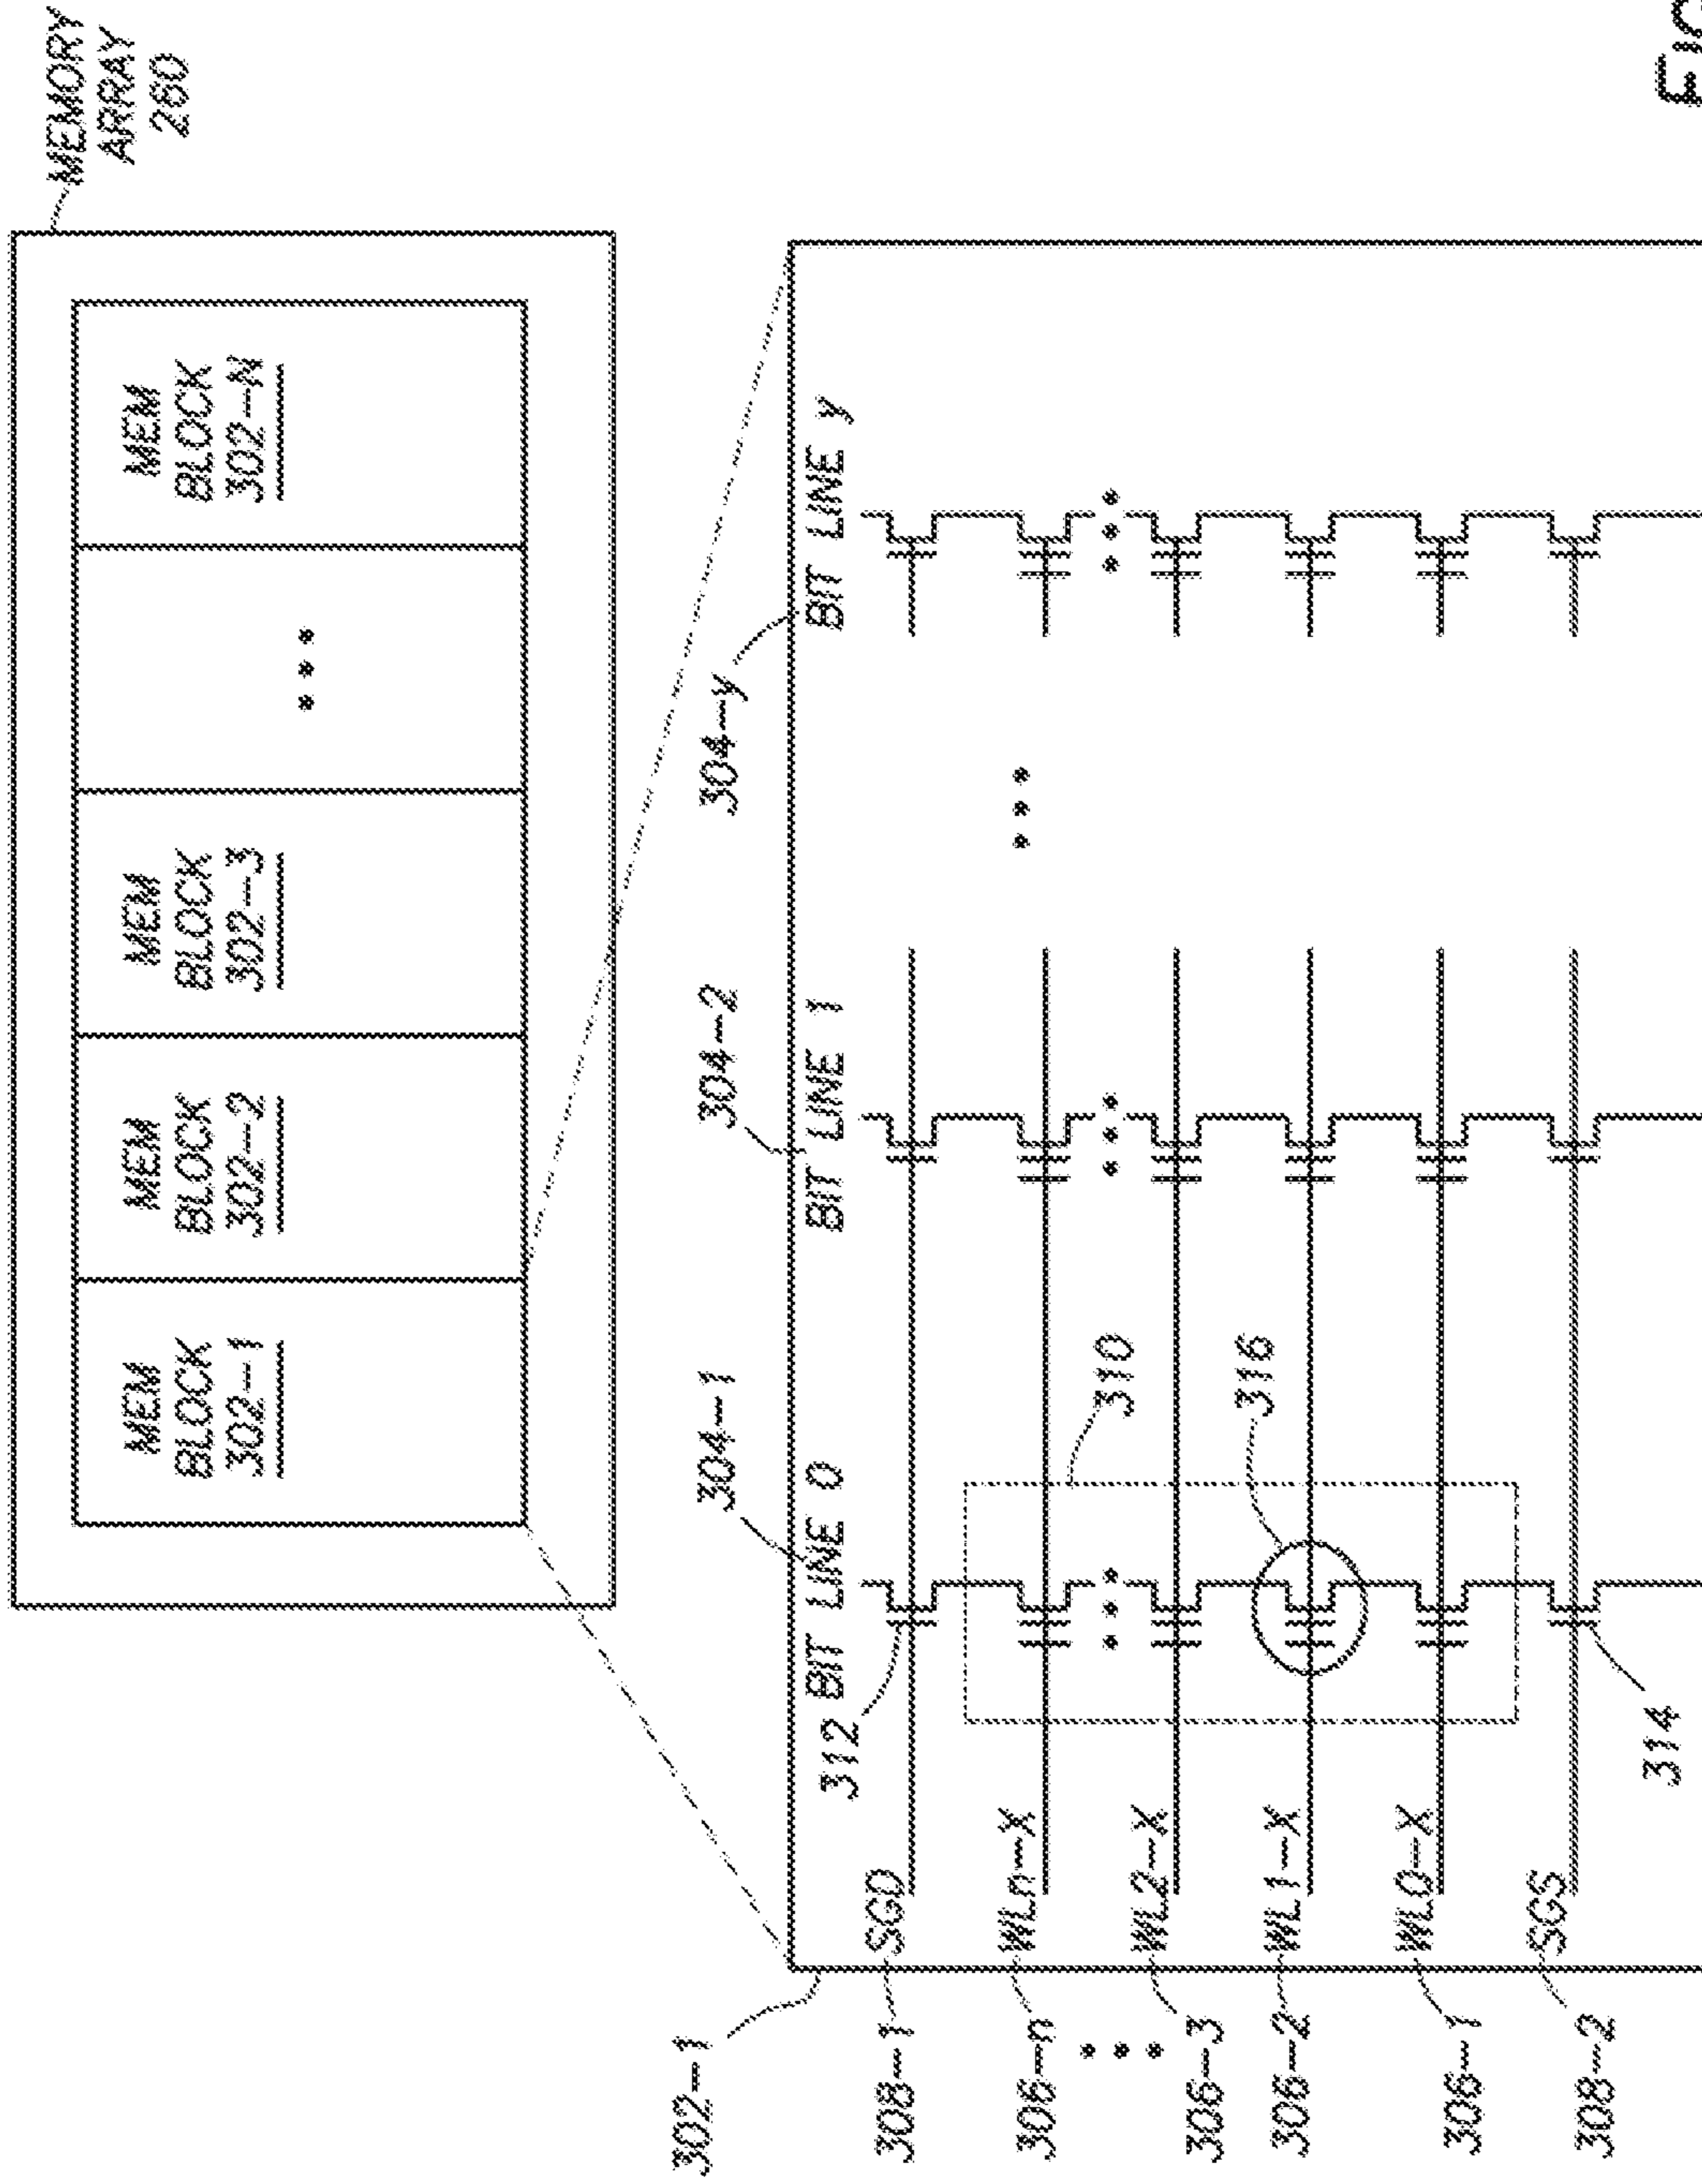 MEMORY
ARRAY
260
MEM
BLOCK
302-1
MEM
BLOCK
302-2
MEM
BLOCK
302-3
MEM
BLOCK
302-N
302-1
304-1
304-2
304-y
312
BIT LINE 0
BIT LINE 1
BIT LINE y
308-1
SGD
306-n
WLn-X
310
306-3
WL2-X
306-2
WL1-X
316
306-1
WL0-X
308-2
SGS
314